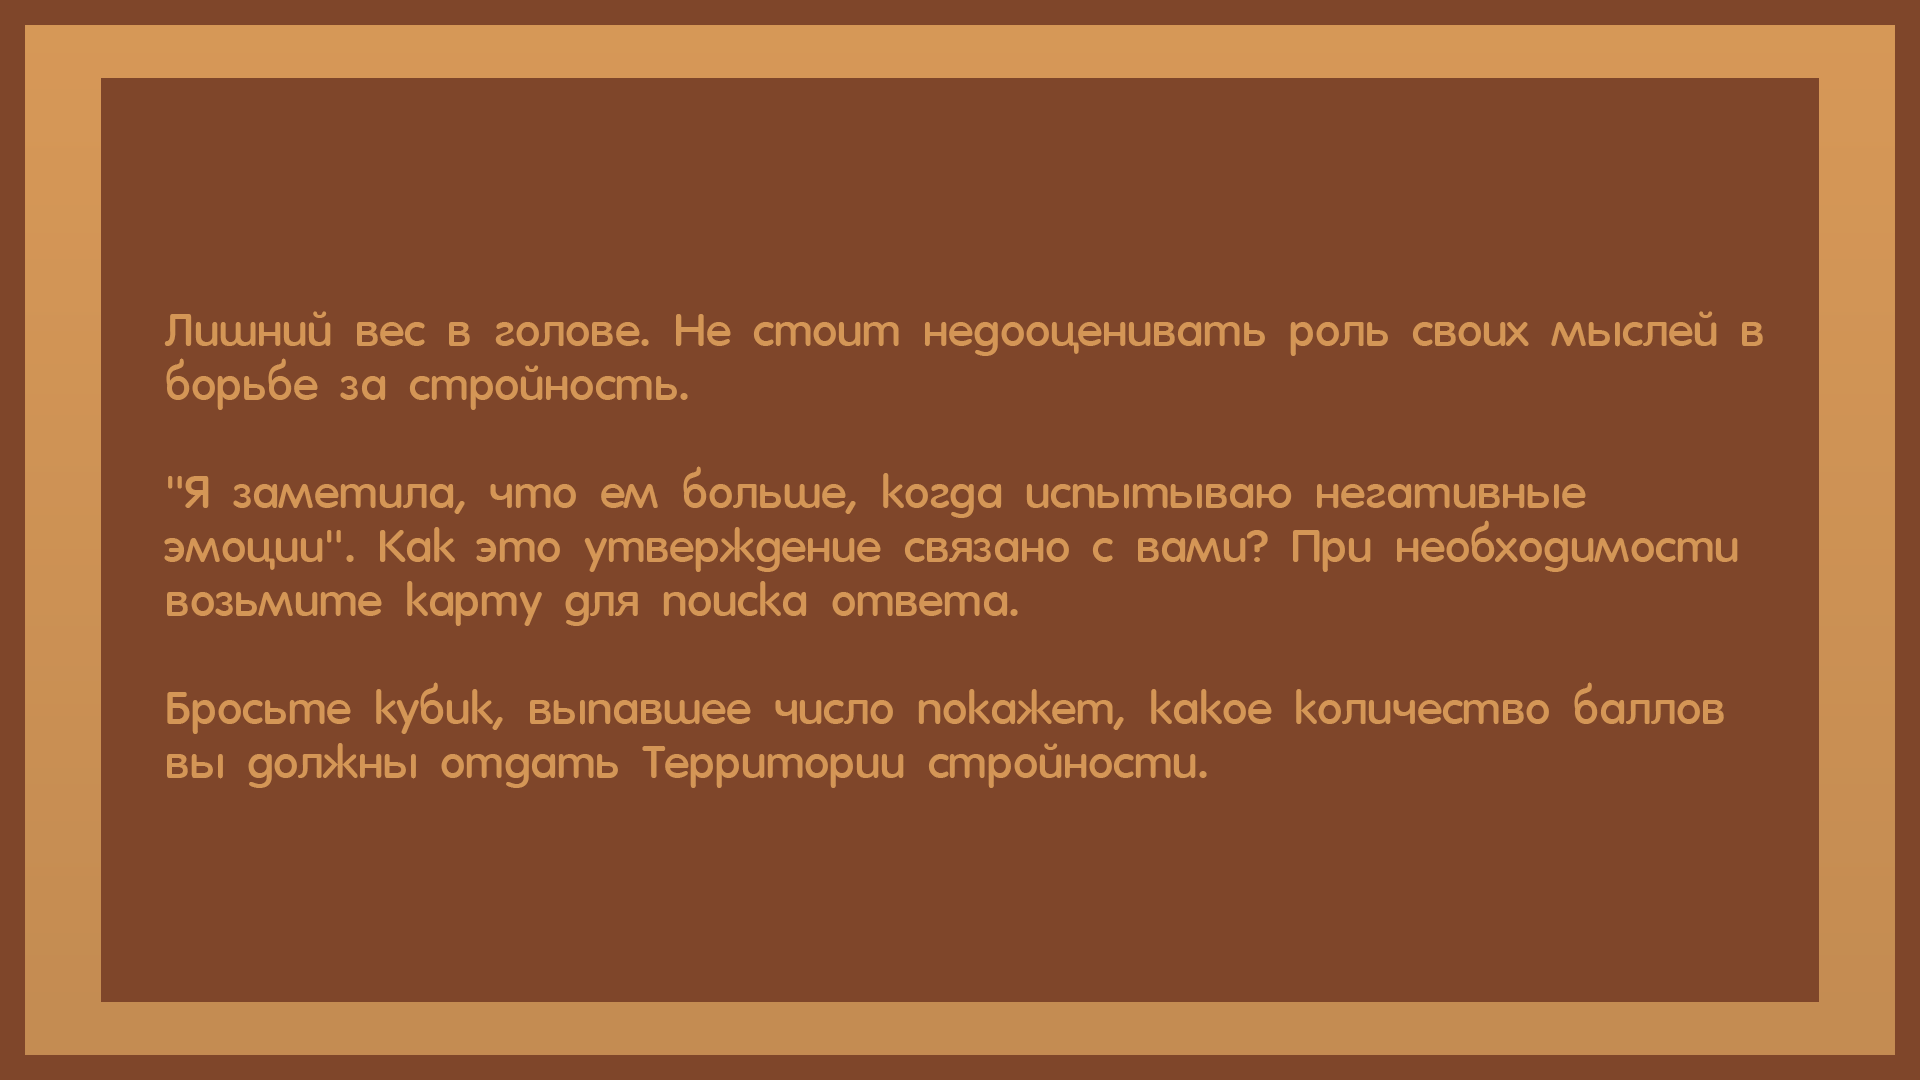 Лишний вес в голове. Не стоит недооценивать роль своих мыслей в
борьбе за стройность.
"Я заметила, что ем больше, когда испытываю негативные
эмоции". Как это утверждение связано с вами? При необходимости
возьмите карту для поиска ответа.
Бросьте кубик, выпавшее число покажет, какое количество баллов
вы должны отдать Территории стройности.